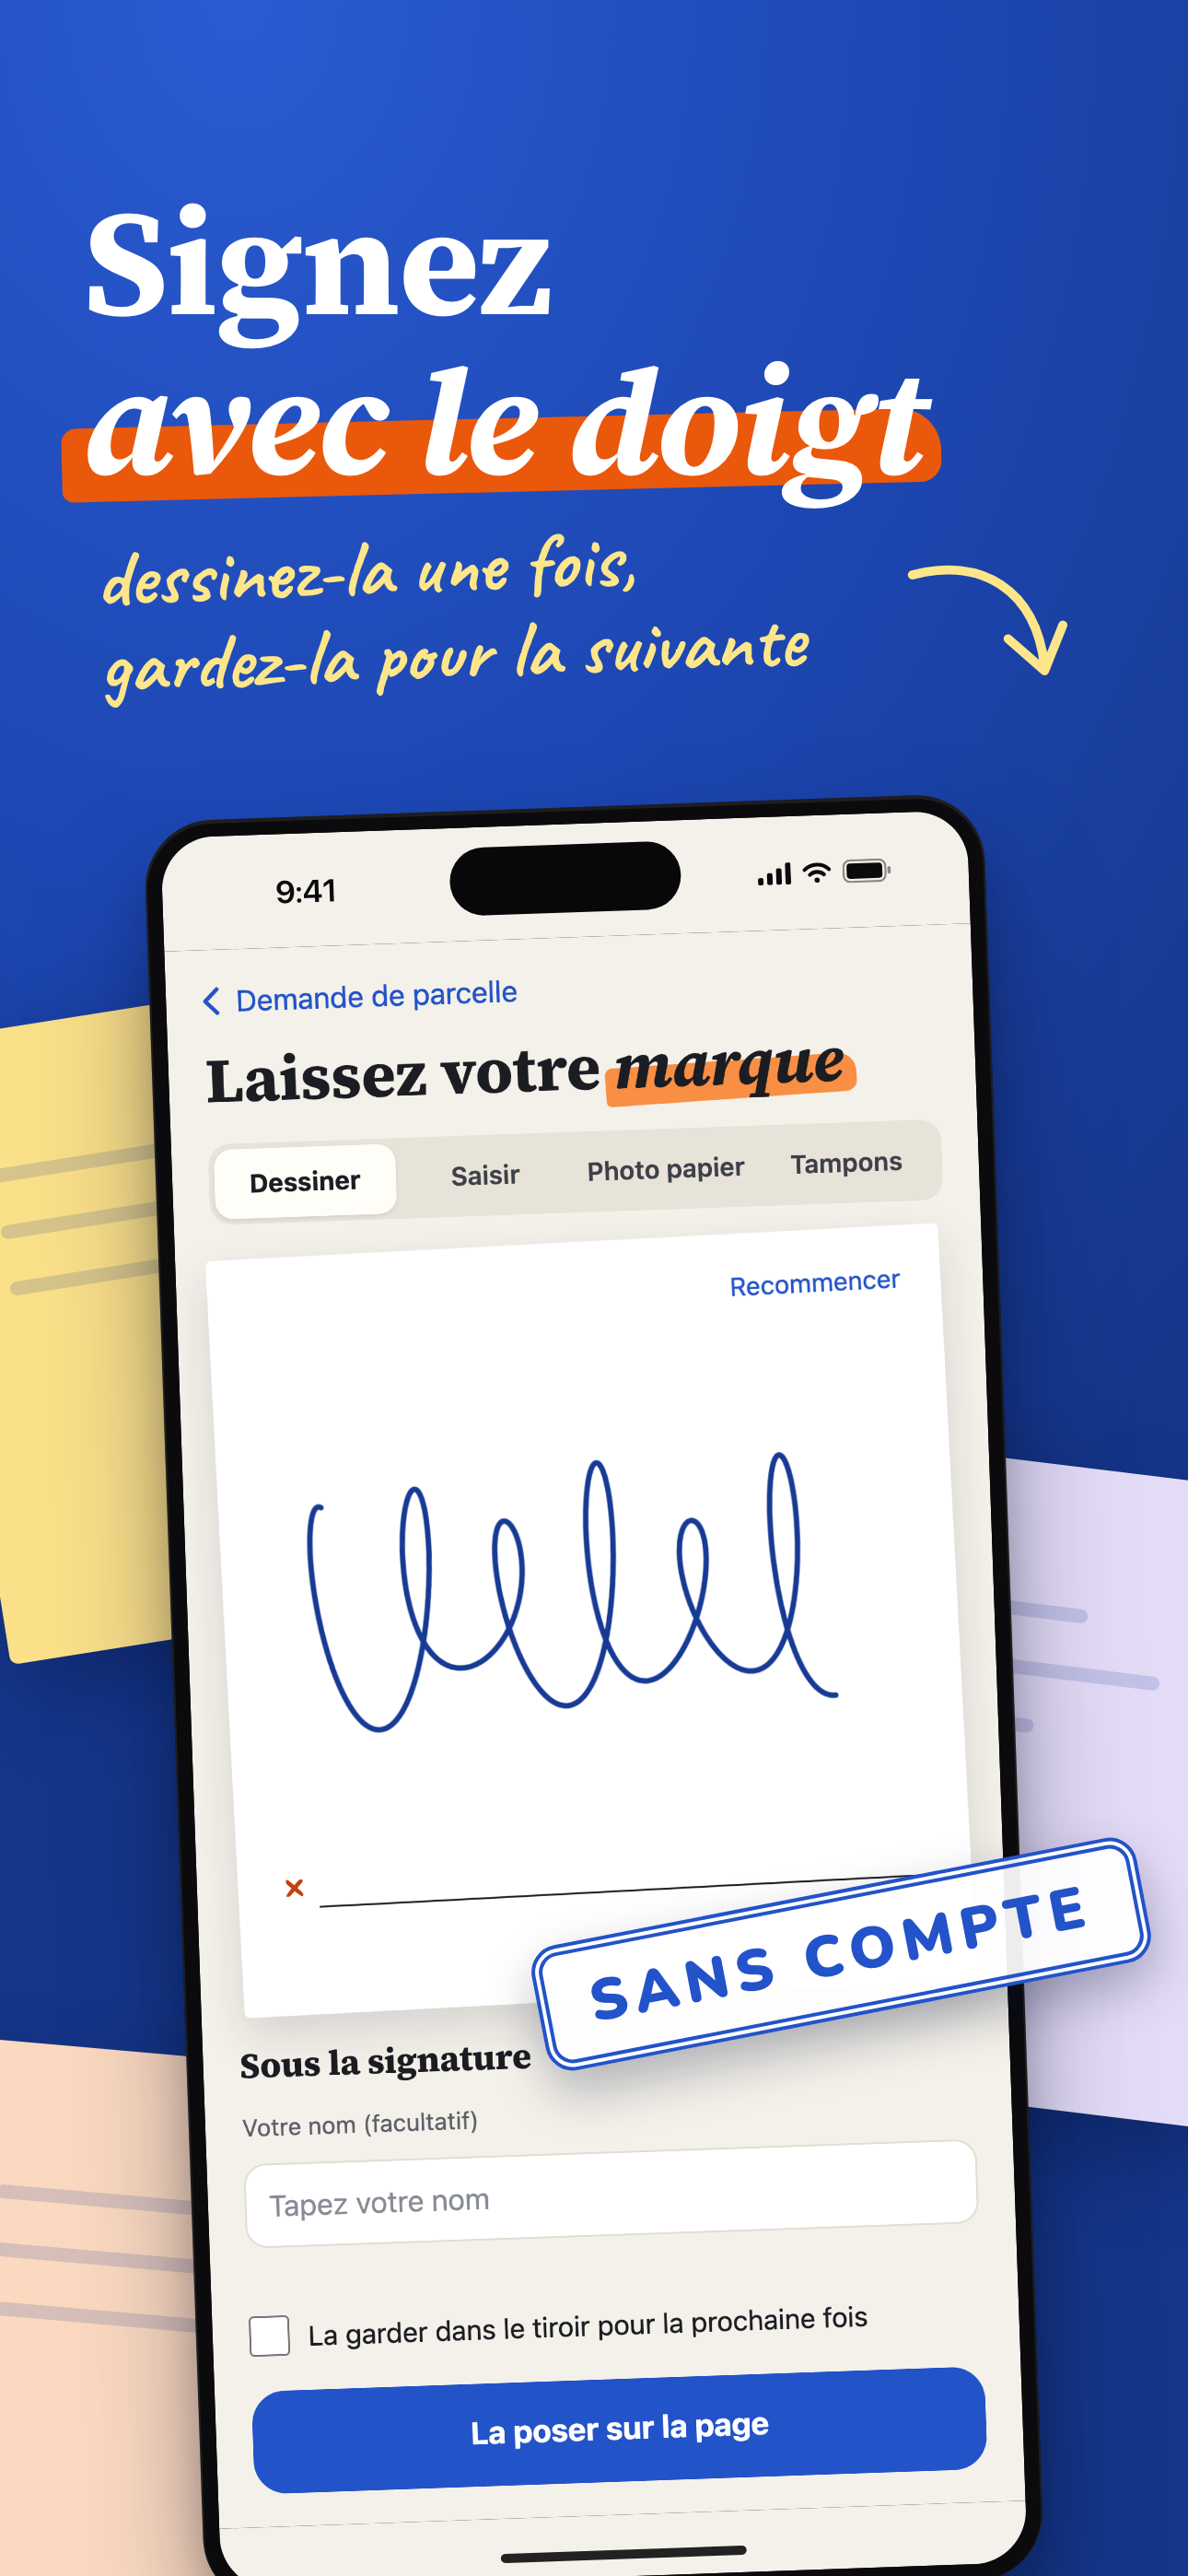 Signez
avec le doigt
dessinez-la une fois,
gardez-la pour la suivante
9:41
Demande de parcelle
Laissez votre marque
Dessiner Saisir Photo papier Tampons
Recommencer
×
SANS COMPTE
Sous la signature
Votre nom (facultatif)
Tapez votre nom
La garder dans le tiroir pour la prochaine fois
La poser sur la page